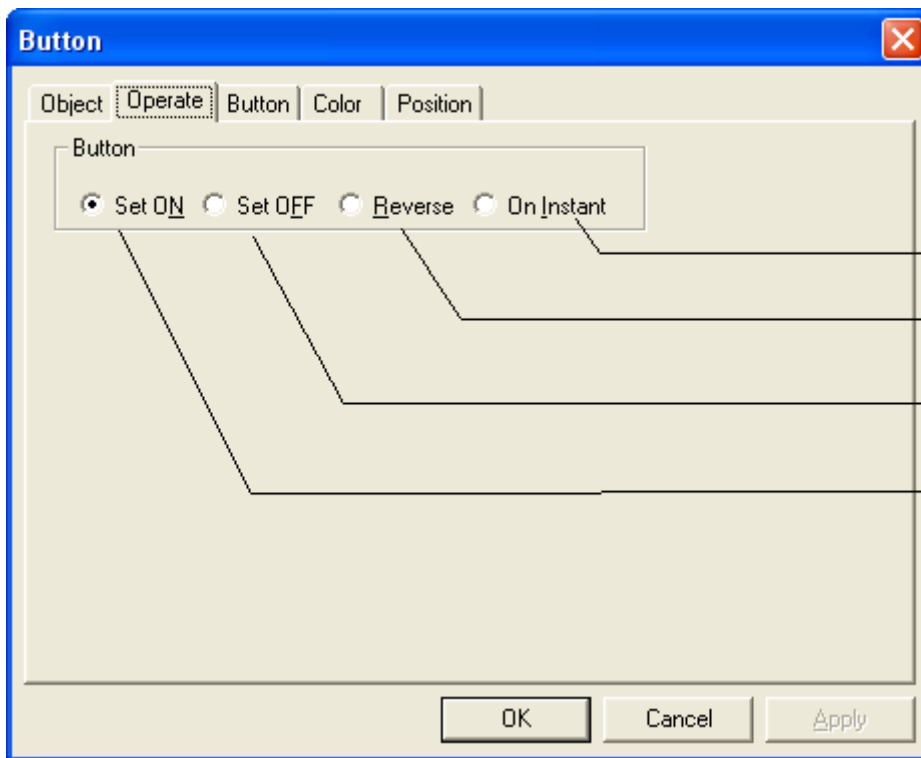 Button
Object Operate Button Color Position
Button
Set ON Set OFF Reverse On Instant
OK Cancel Apply